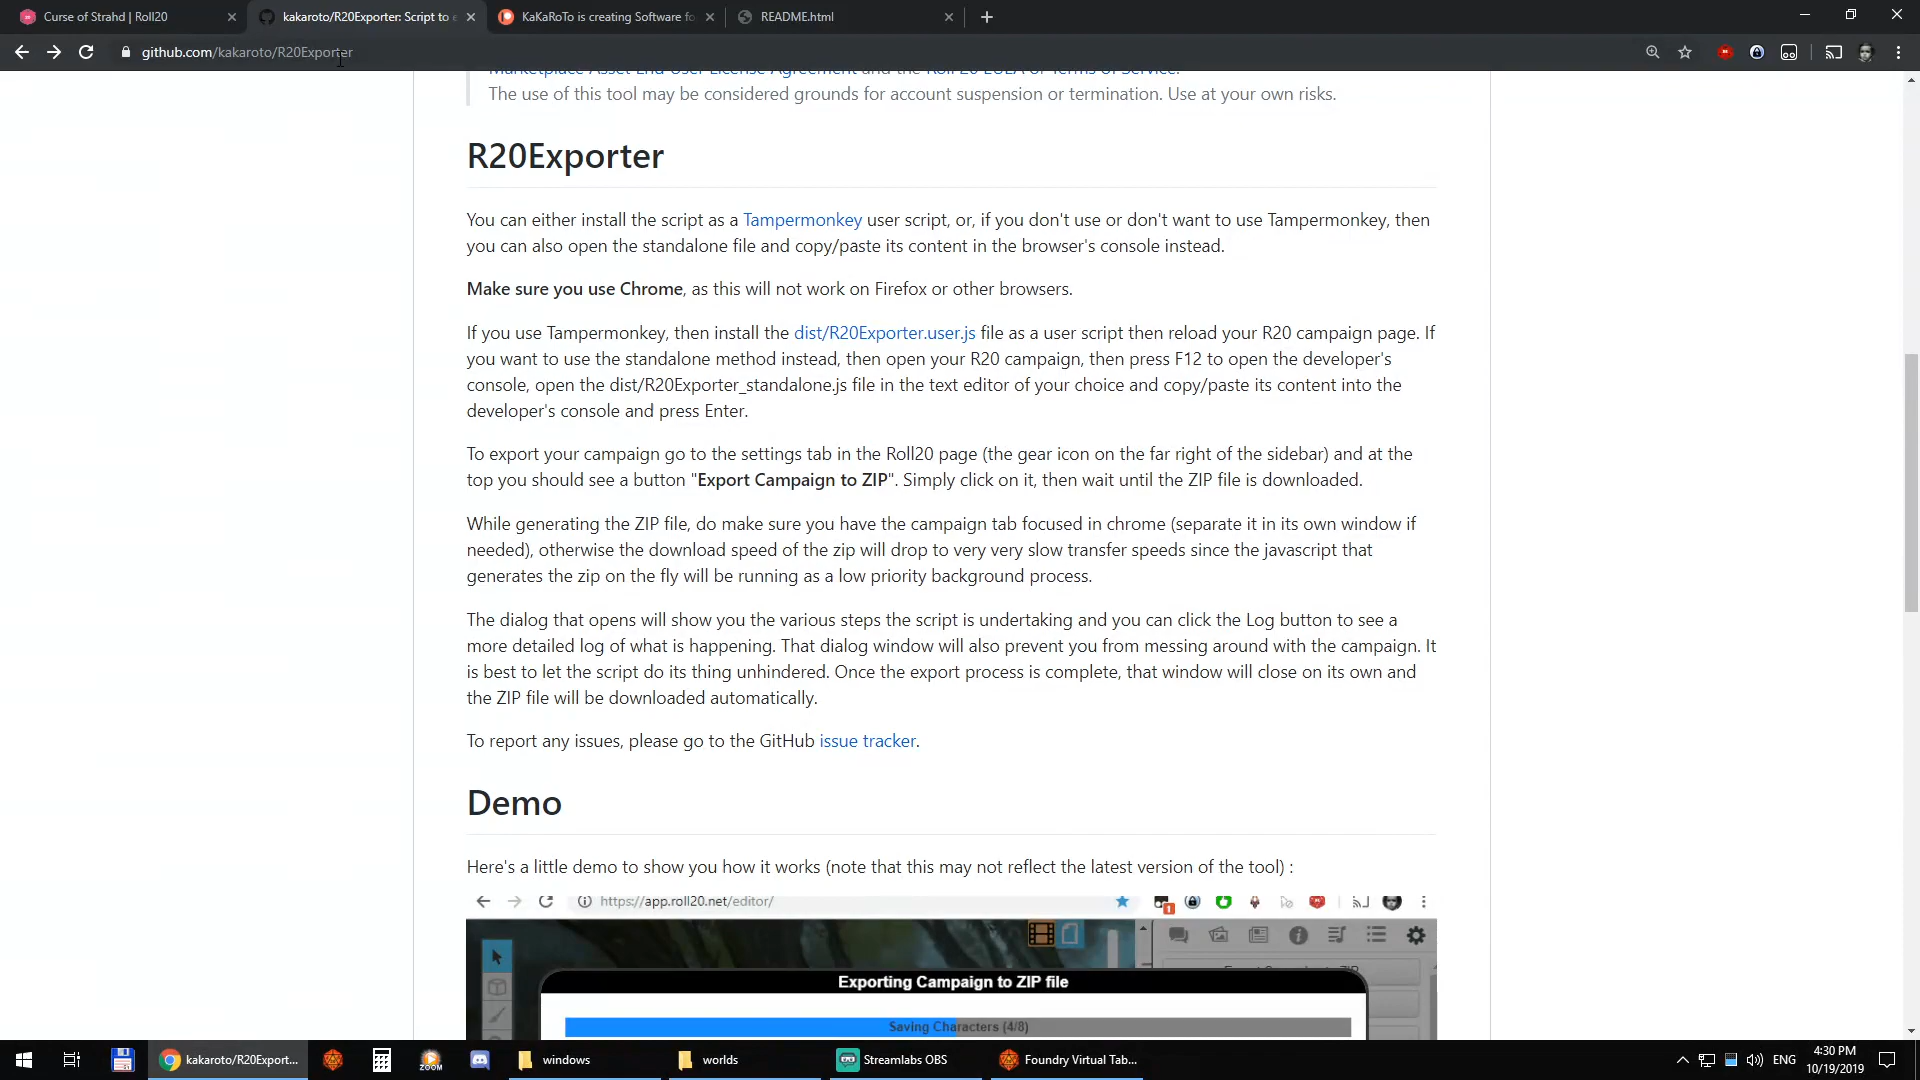 Curse of Strahd | Roll20
kakaroto/R20Exporter: Script to e
KaKaRoTo is creating Software fo
README.html
github.com/kakaroto/R20Exporter
Marketplace Asset End User License Agreement and the Roll 20 EULA or Terms of Service.
The use of this tool may be considered grounds for account suspension or termination. Use at your own risks.
R20Exporter
You can either install the script as a Tampermonkey user script, or, if you don't use or don't want to use Tampermonkey, then
you can also open the standalone file and copy/paste its content in the browser's console instead.
Make sure you use Chrome, as this will not work on Firefox or other browsers.
If you use Tampermonkey, then install the dist/R20Exporter.user.js file as a user script then reload your R20 campaign page. If
you want to use the standalone method instead, then open your R20 campaign, then press F12 to open the developer's
console, open the dist/R20Exporter_standalone.js file in the text editor of your choice and copy/paste its content into the
developer's console and press Enter.
To export your campaign go to the settings tab in the Roll20 page (the gear icon on the far right of the sidebar) and at the
top you should see a button "Export Campaign to ZIP". Simply click on it, then wait until the ZIP file is downloaded.
While generating the ZIP file, do make sure you have the campaign tab focused in chrome (separate it in its own window if
needed), otherwise the download speed of the zip will drop to very very slow transfer speeds since the javascript that
generates the zip on the fly will be running as a low priority background process.
The dialog that opens will show you the various steps the script is undertaking and you can click the Log button to see a
more detailed log of what is happening. That dialog window will also prevent you from messing around with the campaign. It
is best to let the script do its thing unhindered. Once the export process is complete, that window will close on its own and
the ZIP file will be downloaded automatically.
To report any issues, please go to the GitHub issue tracker.
Demo
Here's a little demo to show you how it works (note that this may not reflect the latest version of the tool) :
https://app.roll20.net/editor/
Exporting Campaign to ZIP file
Saving Characters (4/8)
kakaroto/R20Export...
ZOOM
windows
worlds
Streamlabs OBS
Foundry Virtual Tab...
ENG
4:30 PM
10/19/2019